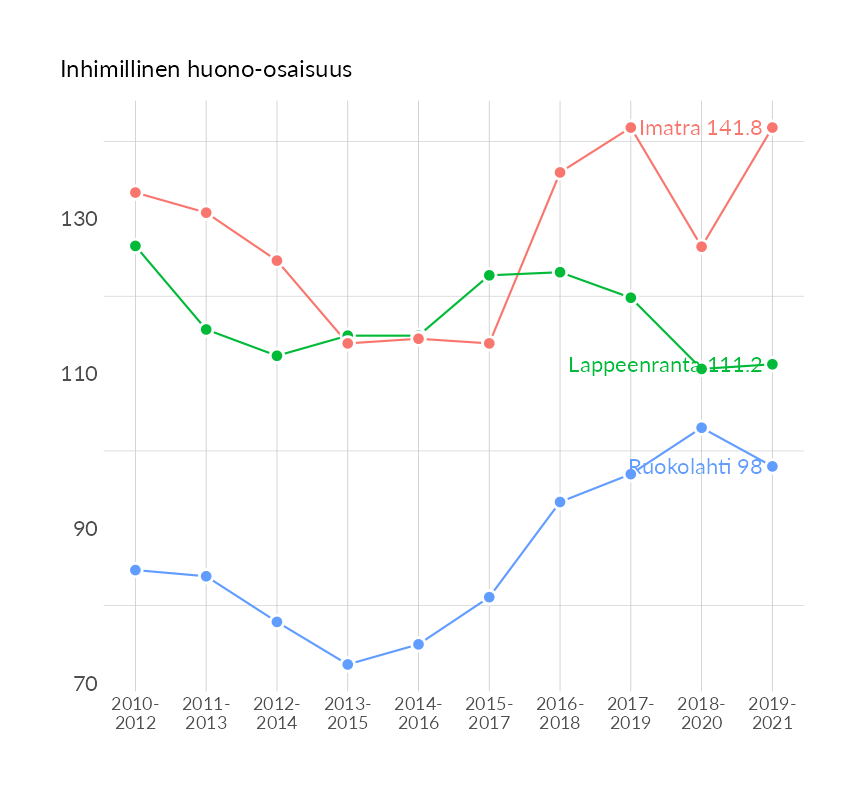 Inhimillinen huono-osaisuus
Imatra 141.8
130
110
Lappeenranta 111.2
Ruokolahti 98
90
70
2010- 2011- 2012- 2013- 2014- 2015- 2016- 2017- 2018- 2019-
2012 2013 2014 2015 2016 2017 2018 2019 2020 2021